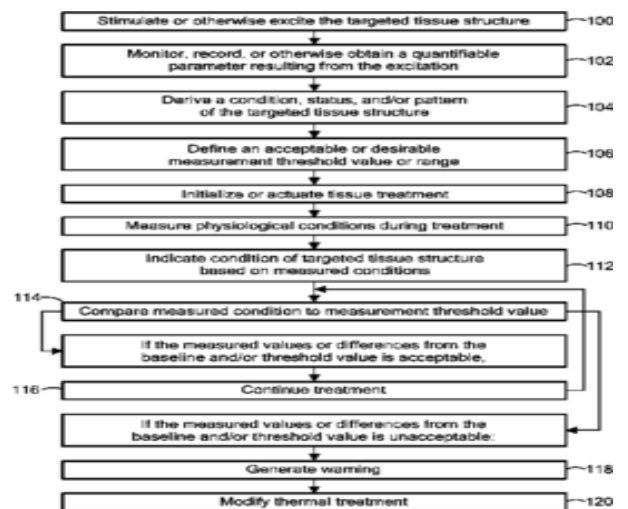 Stimulate or otherwise excite the targeted tissue structure
100
Monitor, record, or otherwise obtain a quantifiable
parameter resulting from the excitation
102
Derive a condition, status, and/or pattern
of the targeted tissue structure
104
Define an acceptable or desirable
measurement threshold value or range
106
Initialize or actuate tissue treatment
108
Measure physiological conditions during treatment
110
Indicate condition of targeted tissue structure
based on measured conditions
112
114
Compare measured condition to measurement threshold value
If the measured values or differences from the
baseline and/or threshold value is acceptable,
116
Continue treatment
If the measured values or differences from the
baseline and/or threshold value is unacceptable:
Generate warning
118
Modify thermal treatment
120